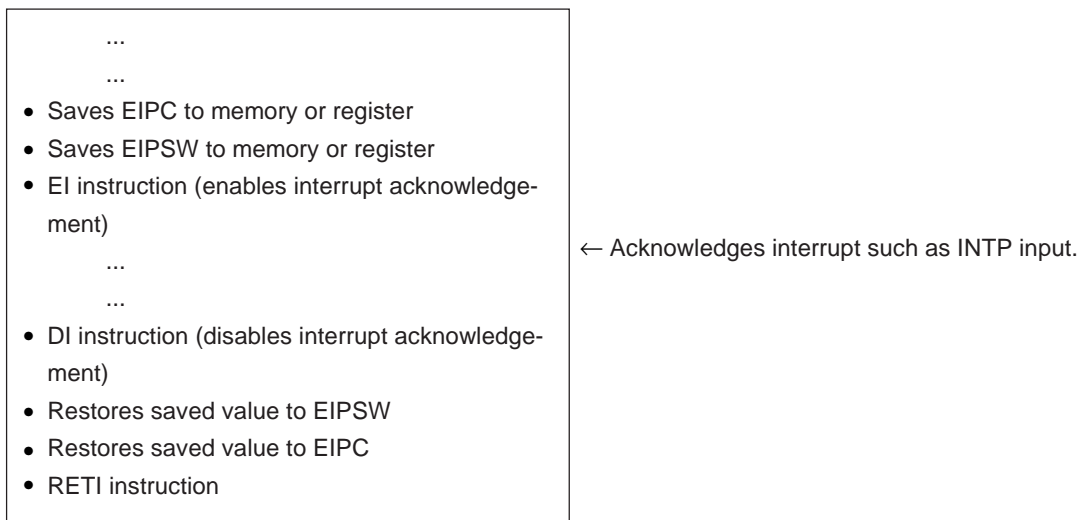 ...
...
• Saves EIPC to memory or register
• Saves EIPSW to memory or register
• EI instruction (enables interrupt acknowledge-
ment)
← Acknowledges interrupt such as INTP input.
...
...
• DI instruction (disables interrupt acknowledge-
ment)
• Restores saved value to EIPSW
• Restores saved value to EIPC
• RETI instruction